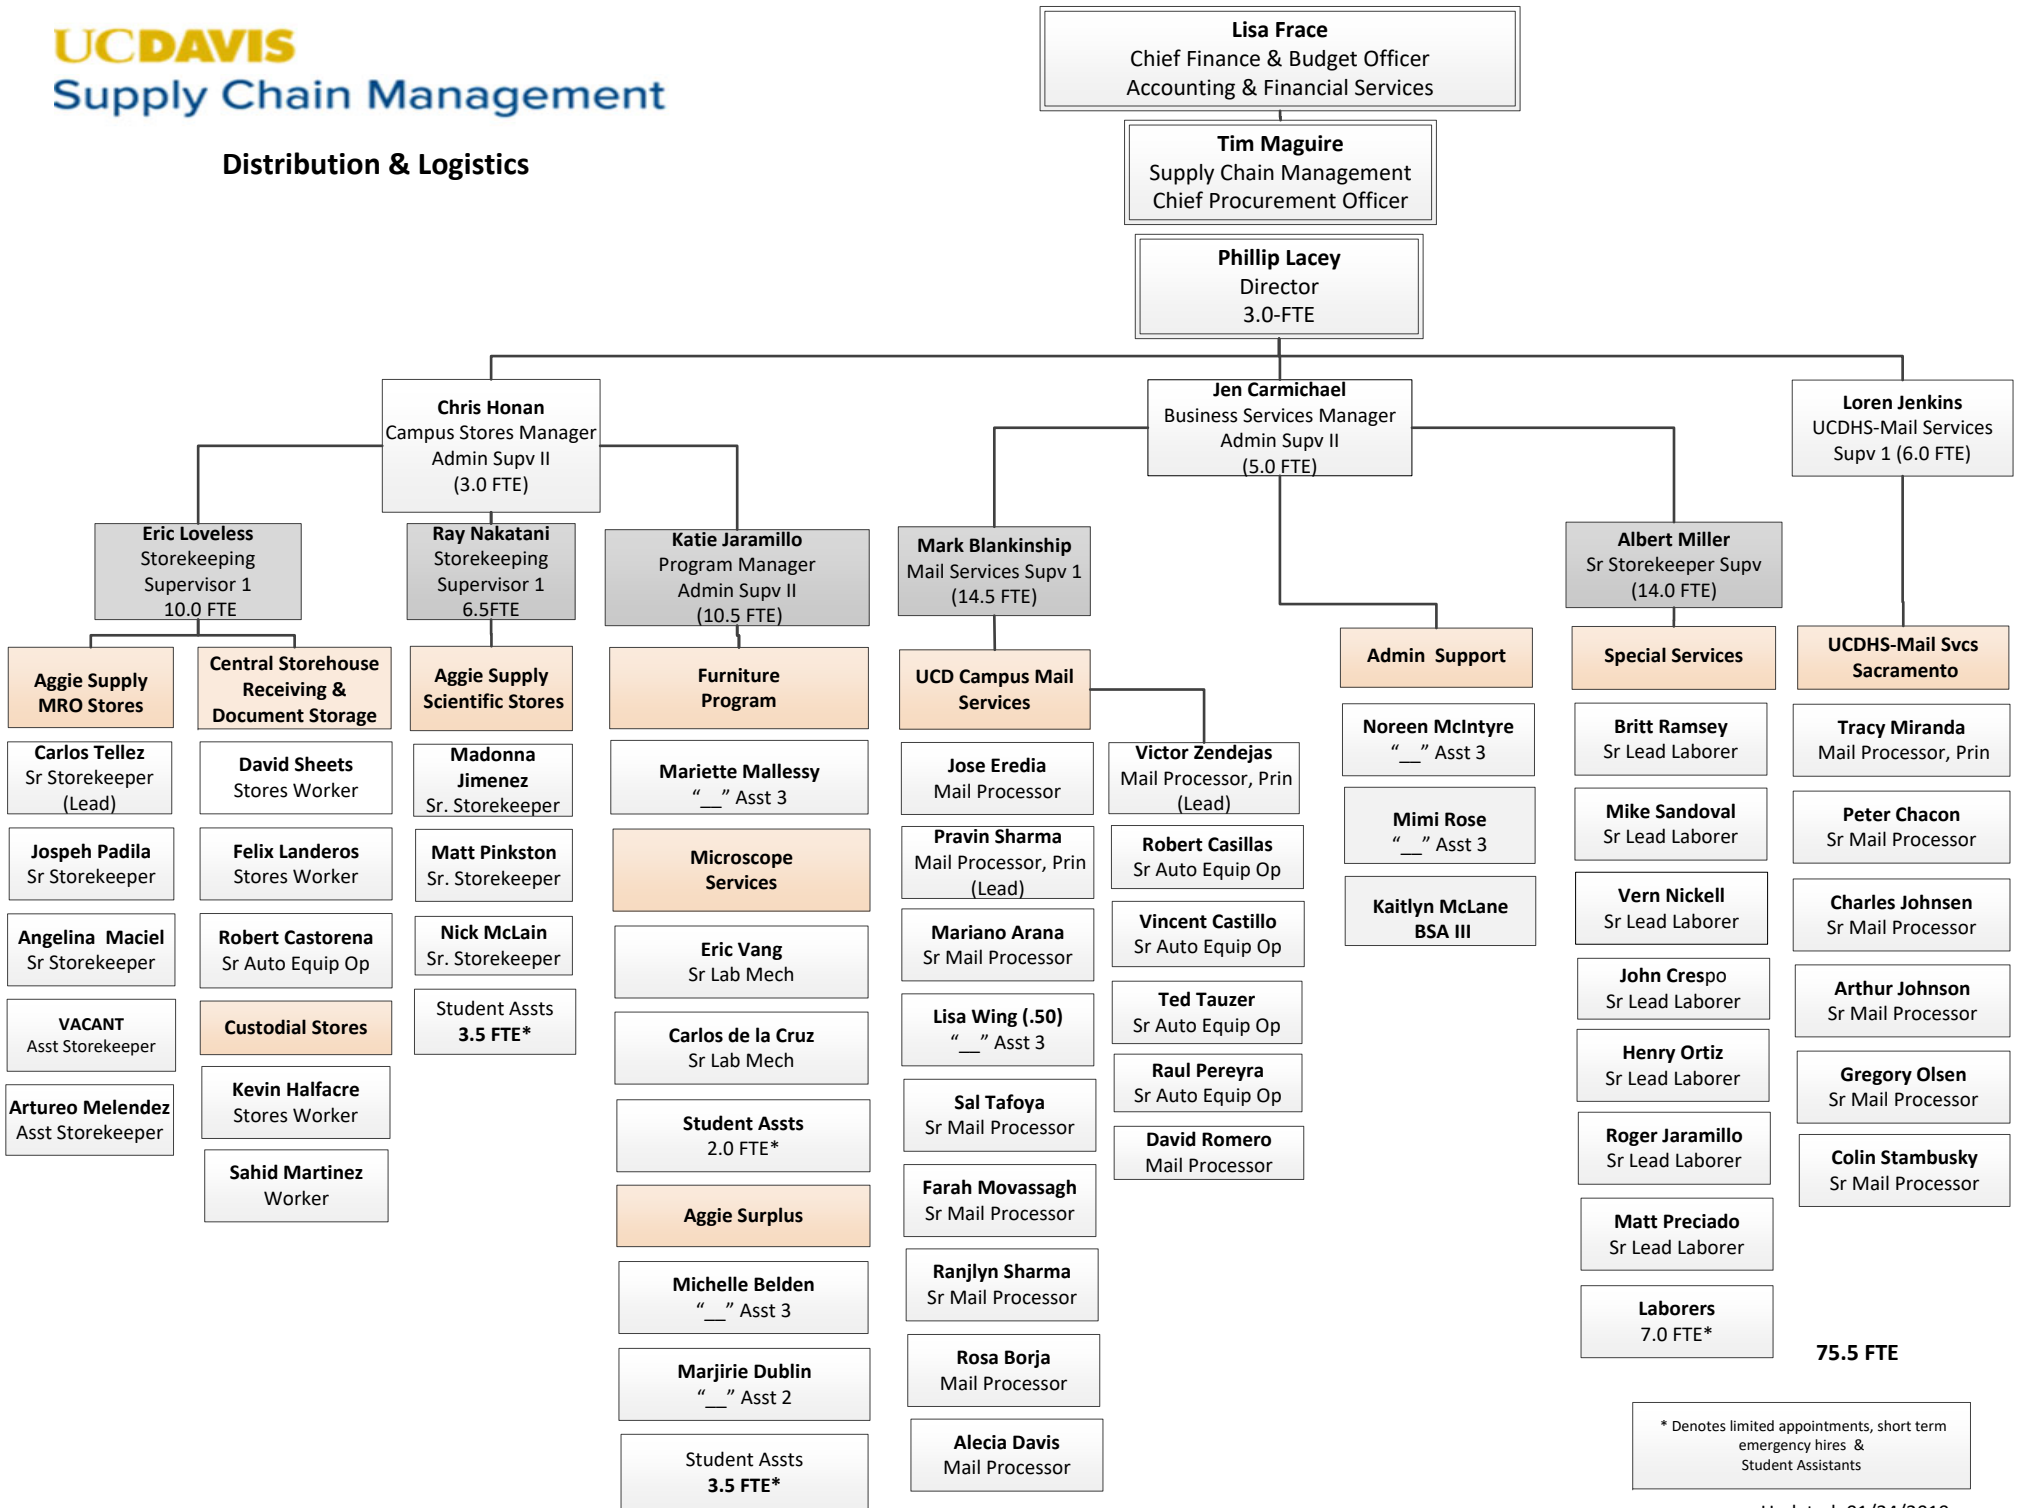 UCDAVIS
Supply Chain Management
Distribution & Logistics
Lisa Frace
Chief Finance & Budget Officer
Accounting & Financial Services
Tim Maguire
Supply Chain Management
Chief Procurement Officer
Phillip Lacey
Director
3.0-FTE
Chris Honan
Campus Stores Manager
Admin Supv II
(3.0 FTE)
Jen Carmichael
Business Services Manager
Admin Supv II
(5.0 FTE)
Loren Jenkins
UCDHS-Mail Services
Supv 1 (6.0 FTE)
Eric Loveless
Storekeeping
Supervisor 1
10.0 FTE
Ray Nakatani
Storekeeping
Supervisor 1
6.5FTE
Katie Jaramillo
Program Manager
Admin Supv II
(10.5 FTE)
Mark Blankinship
Mail Services Supv 1
(14.5 FTE)
Albert Miller
Sr Storekeeper Supv
(14.0 FTE)
Aggie Supply
MRO Stores
Carlos Tellez
Sr Storekeeper
(Lead)
Jospeh Padila
Sr Storekeeper
Angelina  Maciel
Sr Storekeeper
VACANT
Asst Storekeeper
Artureo Melendez
Asst Storekeeper
Central Storehouse
Receiving &
Document Storage
David Sheets
Stores Worker
Felix Landeros
Stores Worker
Robert Castorena
Sr Auto Equip Op
Custodial Stores
Kevin Halfacre
Stores Worker
Sahid Martinez
Worker
Aggie Supply
Scientific Stores
Madonna
Jimenez
Sr. Storekeeper
Matt Pinkston
Sr. Storekeeper
Nick McLain
Sr. Storekeeper
Student Assts
3.5 FTE*
Furniture
Program
Mariette Mallessy
“__” Asst 3
Microscope
Services
Eric Vang
Sr Lab Mech
Carlos de la Cruz
Sr Lab Mech
Student Assts
2.0 FTE*
Aggie Surplus
Michelle Belden
“__” Asst 3
Marjirie Dublin
“__” Asst 2
Student Assts
3.5 FTE*
UCD Campus Mail
Services
Jose Eredia
Mail Processor
Pravin Sharma
Mail Processor, Prin
(Lead)
Mariano Arana
Sr Mail Processor
Lisa Wing (.50)
“__” Asst 3
Sal Tafoya
Sr Mail Processor
Farah Movassagh
Sr Mail Processor
Ranjlyn Sharma
Sr Mail Processor
Rosa Borja
Mail Processor
Alecia Davis
Mail Processor
Victor Zendejas
Mail Processor, Prin
(Lead)
Robert Casillas
Sr Auto Equip Op
Vincent Castillo
Sr Auto Equip Op
Ted Tauzer
Sr Auto Equip Op
Raul Pereyra
Sr Auto Equip Op
David Romero
Mail Processor
Admin  Support
Noreen McIntyre
“__” Asst 3
Mimi Rose
“__” Asst 3
Kaitlyn McLane
BSA III
Special Services
Britt Ramsey
Sr Lead Laborer
Mike Sandoval
Sr Lead Laborer
Vern Nickell
Sr Lead Laborer
John Crespo
Sr Lead Laborer
Henry Ortiz
Sr Lead Laborer
Roger Jaramillo
Sr Lead Laborer
Matt Preciado
Sr Lead Laborer
Laborers
7.0 FTE*
UCDHS-Mail Svcs
Sacramento
Tracy Miranda
Mail Processor, Prin
Peter Chacon
Sr Mail Processor
Charles Johnsen
Sr Mail Processor
Arthur Johnson
Sr Mail Processor
Gregory Olsen
Sr Mail Processor
Colin Stambusky
Sr Mail Processor
75.5 FTE
* Denotes limited appointments, short term
emergency hires  &
Student Assistants